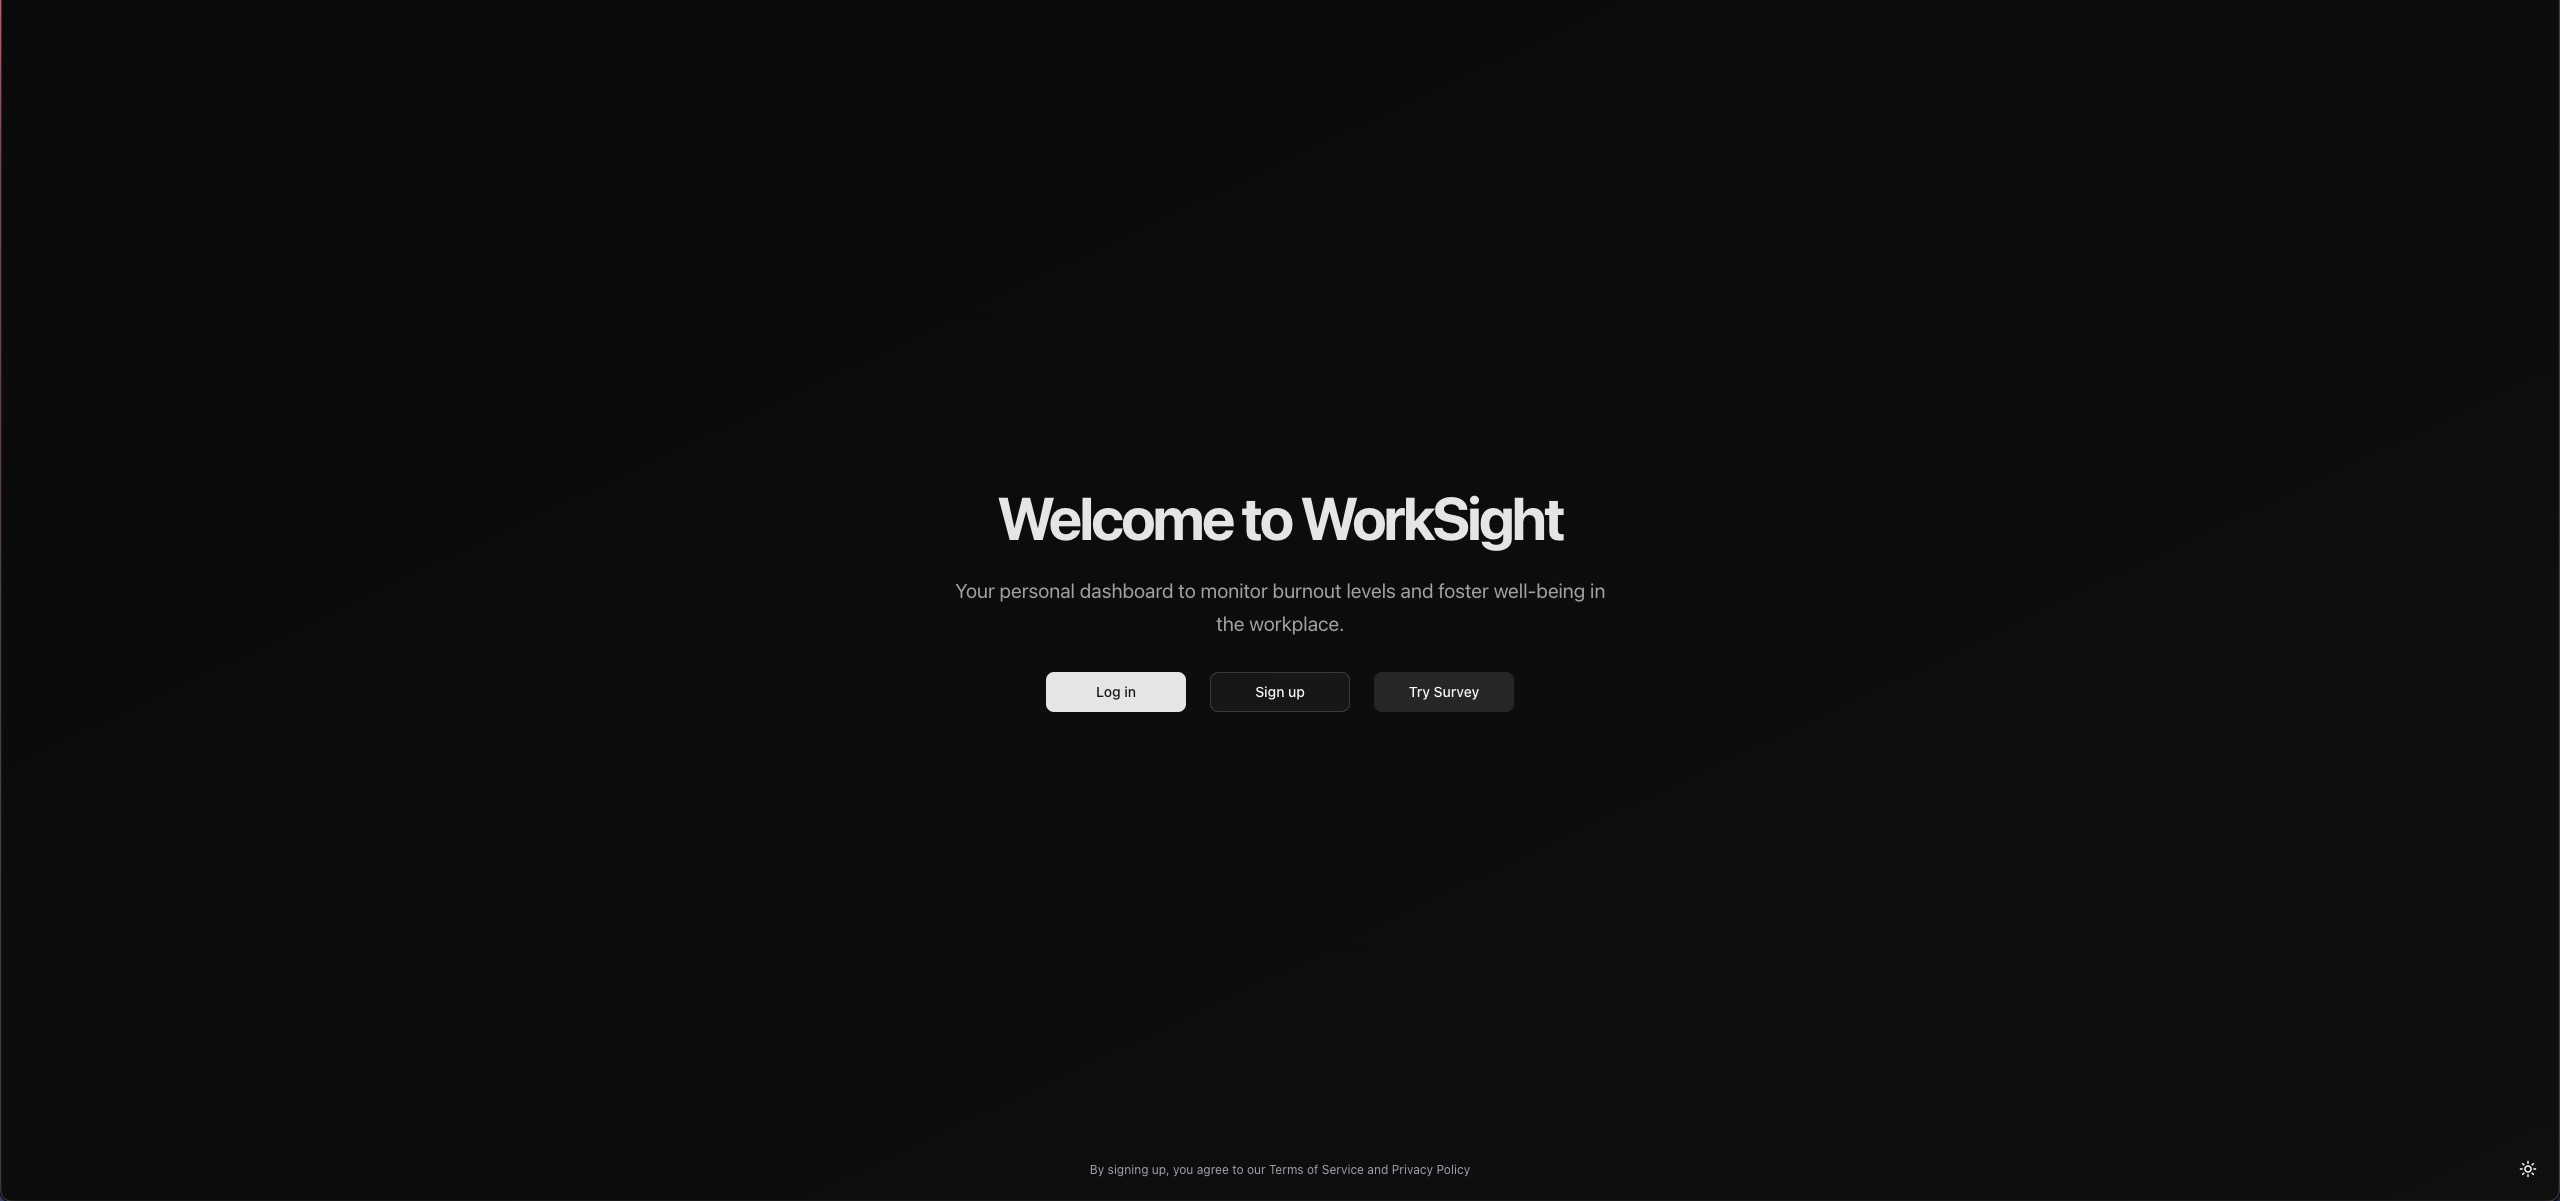 Welcome to WorkSight
Your personal dashboard to monitor burnout levels and foster well-being in
the workplace.
Log in
Sign up
Try Survey
By signing up, you agree to our Terms of Service and Privacy Policy